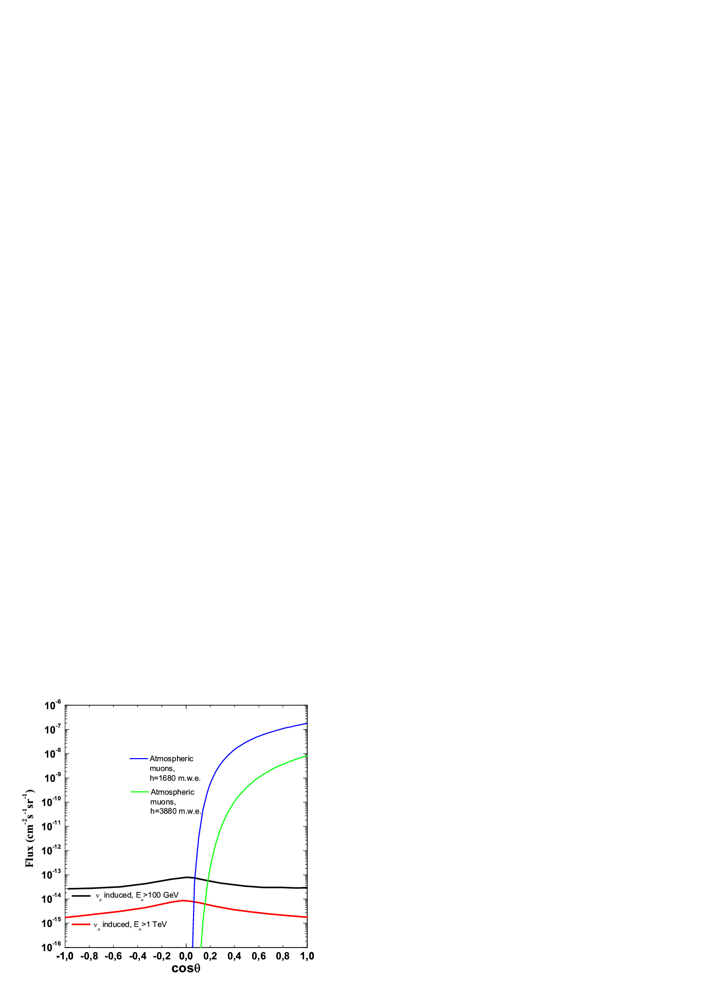 10^-6
10^-7
10^-8
10^-9
10^-10
10^-11
10^-12
10^-13
10^-14
10^-15
10^-16
Flux (cm^-2s^-1sr^-1)
Atmospheric
muons,
h=1680 m.w.e.
Atmospheric
muons,
h=3880 m.w.e.
ν_μ induced, E_μ>100 GeV
ν_μ induced, E_μ>1 TeV
-1,0 -0,8 -0,6 -0,4 -0,2 0,0 0,2 0,4 0,6 0,8 1,0
cosθ